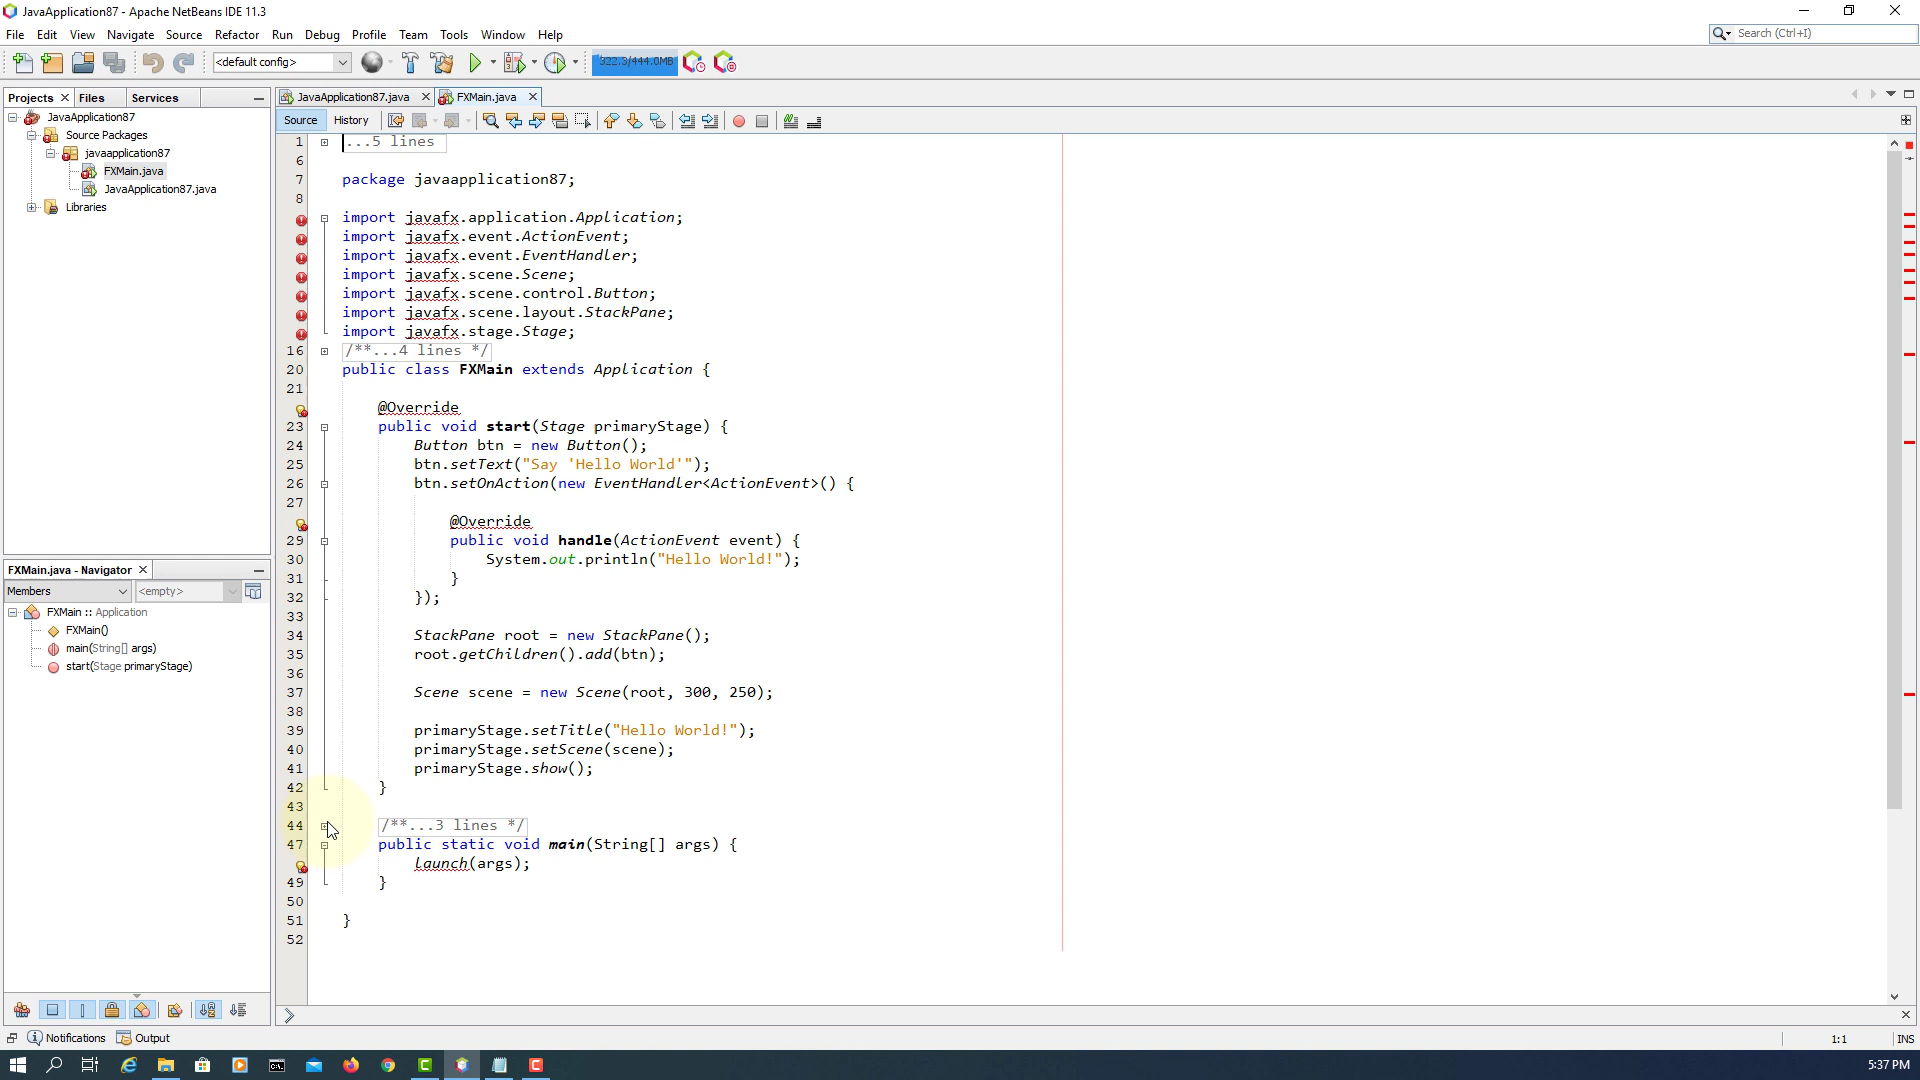 JavaApplication87 - Apache NetBeans IDE 11.3
File Edit View Navigate Source Refactor Run Debug Profile Team Tools Window Help
Search (Ctrl+I)
<default config>
322.3/444.0MB
Projects Files Services
JavaApplication87.java FXMain.java
Source History
JavaApplication87
Source Packages
javaapplication87
FXMain.java
JavaApplication87.java
Libraries
1 ...5 lines
6
7 package javaapplication87;
8
import javafx.application.Application;
import javafx.event.ActionEvent;
import javafx.event.EventHandler;
import javafx.scene.Scene;
import javafx.scene.control.Button;
import javafx.scene.layout.StackPane;
import javafx.stage.Stage;
16 /**...4 lines */
20 public class FXMain extends Application {
21
@Override
23 public void start(Stage primaryStage) {
24 Button btn = new Button();
25 btn.setText("Say 'Hello World'");
26 btn.setOnAction(new EventHandler<ActionEvent>() {
27
@Override
29 public void handle(ActionEvent event) {
30 System.out.println("Hello World!");
31 }
32 });
33
34 StackPane root = new StackPane();
35 root.getChildren().add(btn);
36
37 Scene scene = new Scene(root, 300, 250);
38
39 primaryStage.setTitle("Hello World!");
40 primaryStage.setScene(scene);
41 primaryStage.show();
42 }
43
44 /**...3 lines */
47 public static void main(String[] args) {
launch(args);
49 }
50
51 }
52
FXMain.java - Navigator
Members <empty>
FXMain :: Application
FXMain()
main(String[] args)
start(Stage primaryStage)
Notifications Output
1:1 INS
5:37 PM